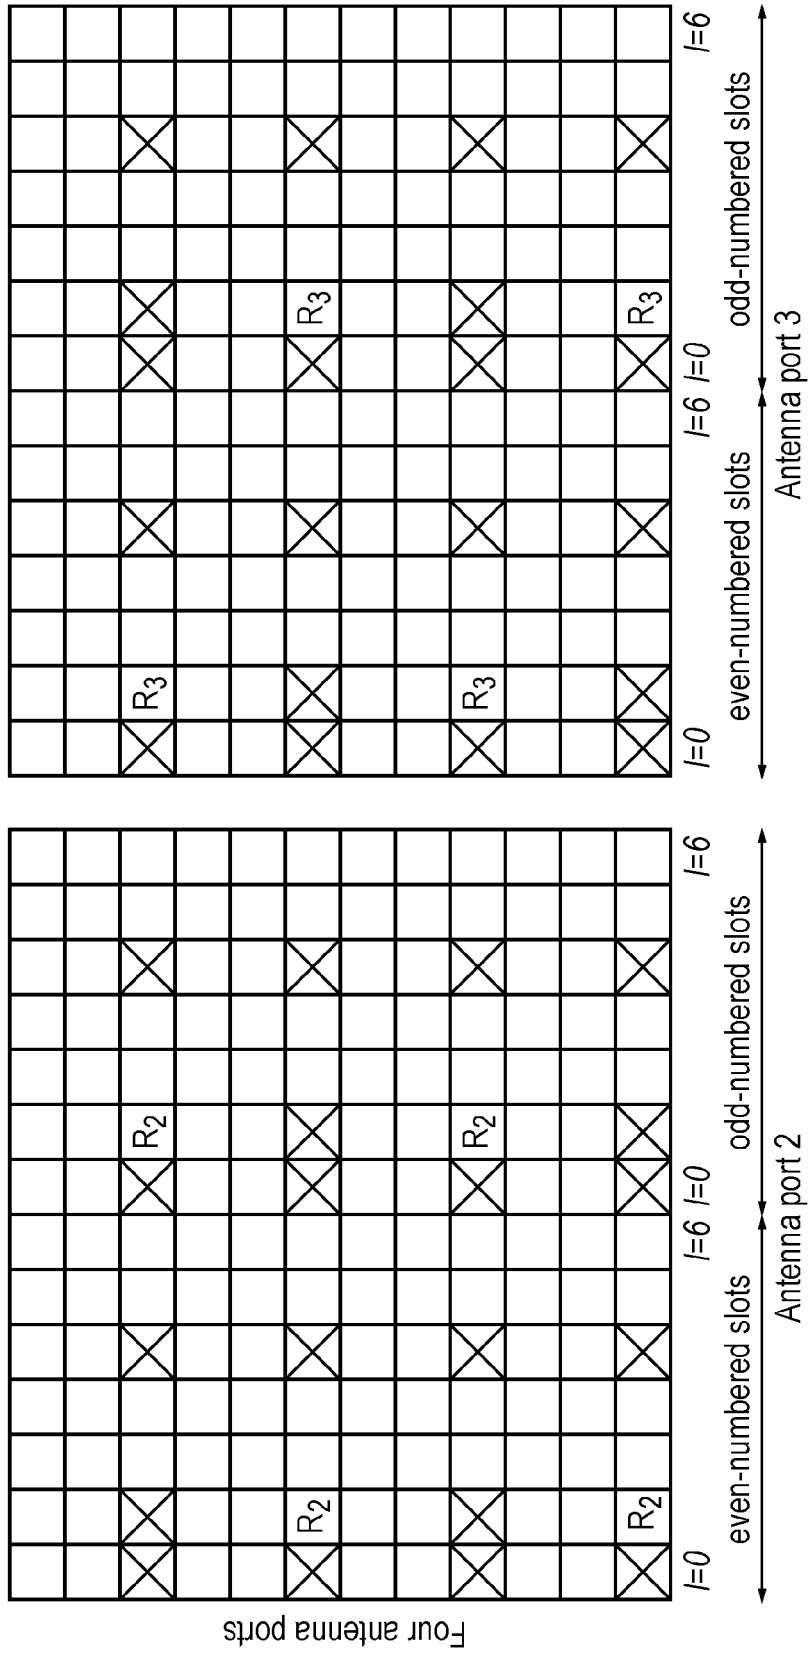 Four antenna ports
R₂
R₂
R₂
R₂
l=0 l=6 l=0 l=6
even-numbered slots odd-numbered slots
Antenna port 2
R₃
R₃
R₃
R₃
l=0 l=6 l=0 l=6
even-numbered slots odd-numbered slots
Antenna port 3